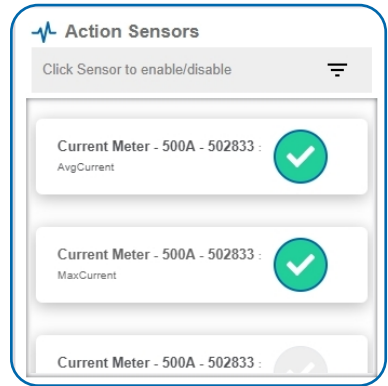 Action Sensors
Click Sensor to enable/disable
Current Meter - 500A - 502833 :
AvgCurrent
Current Meter - 500A - 502833 :
MaxCurrent
Current Meter - 500A - 502833 :